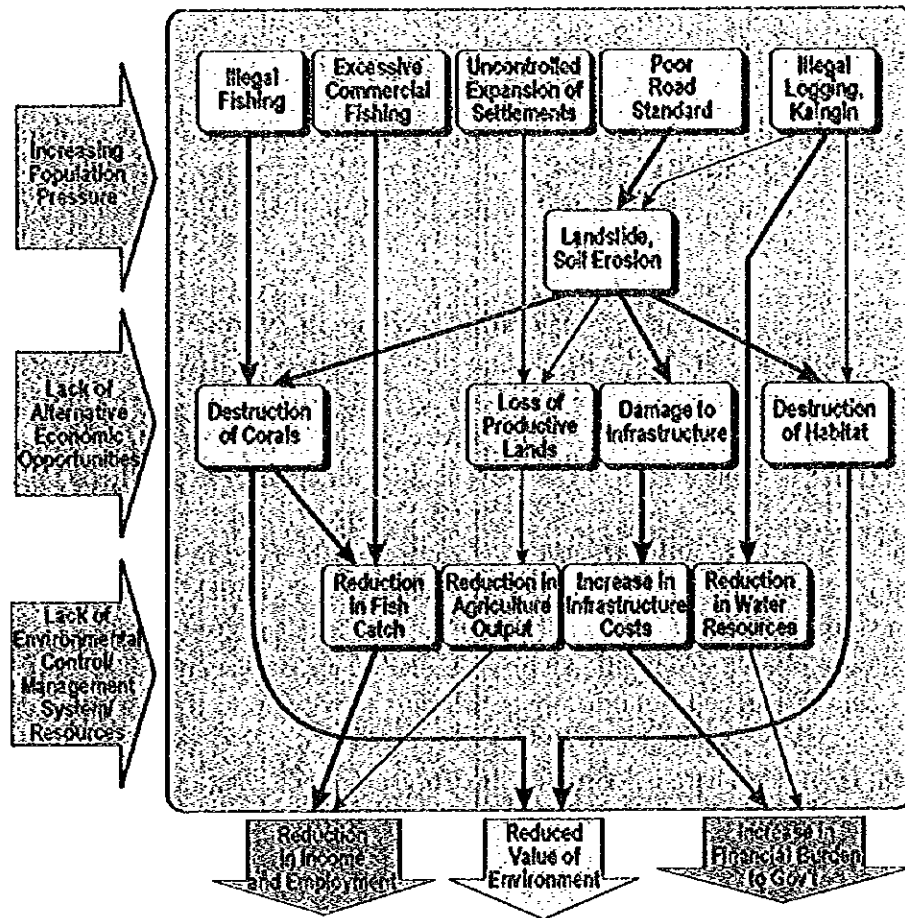 Illegal
Fishing
Excessive
Commercial
Fishing
Uncontrolled
Expansion of
Settlements
Poor
Road
Standard
Illegal
Logging,
Kaingin
Increasing
Population
Pressure
Landslide,
Soil Erosion
Lack of
Alternative
Economic
Opportunities
Destruction
of Corals
Loss of
Productive
Lands
Damage to
Infrastructure
Destruction
of Habitat
Lack of
Environmental
Control/
Management
System/
Resources
Reduction
in Fish
Catch
Reduction in
Agriculture
Output
Increase in
Infrastructure
Costs
Reduction
in Water
Resources
Reduction
in Income
and Employment
Reduced
Value of
Environment
Increase in
Financial Burden
to Gov't